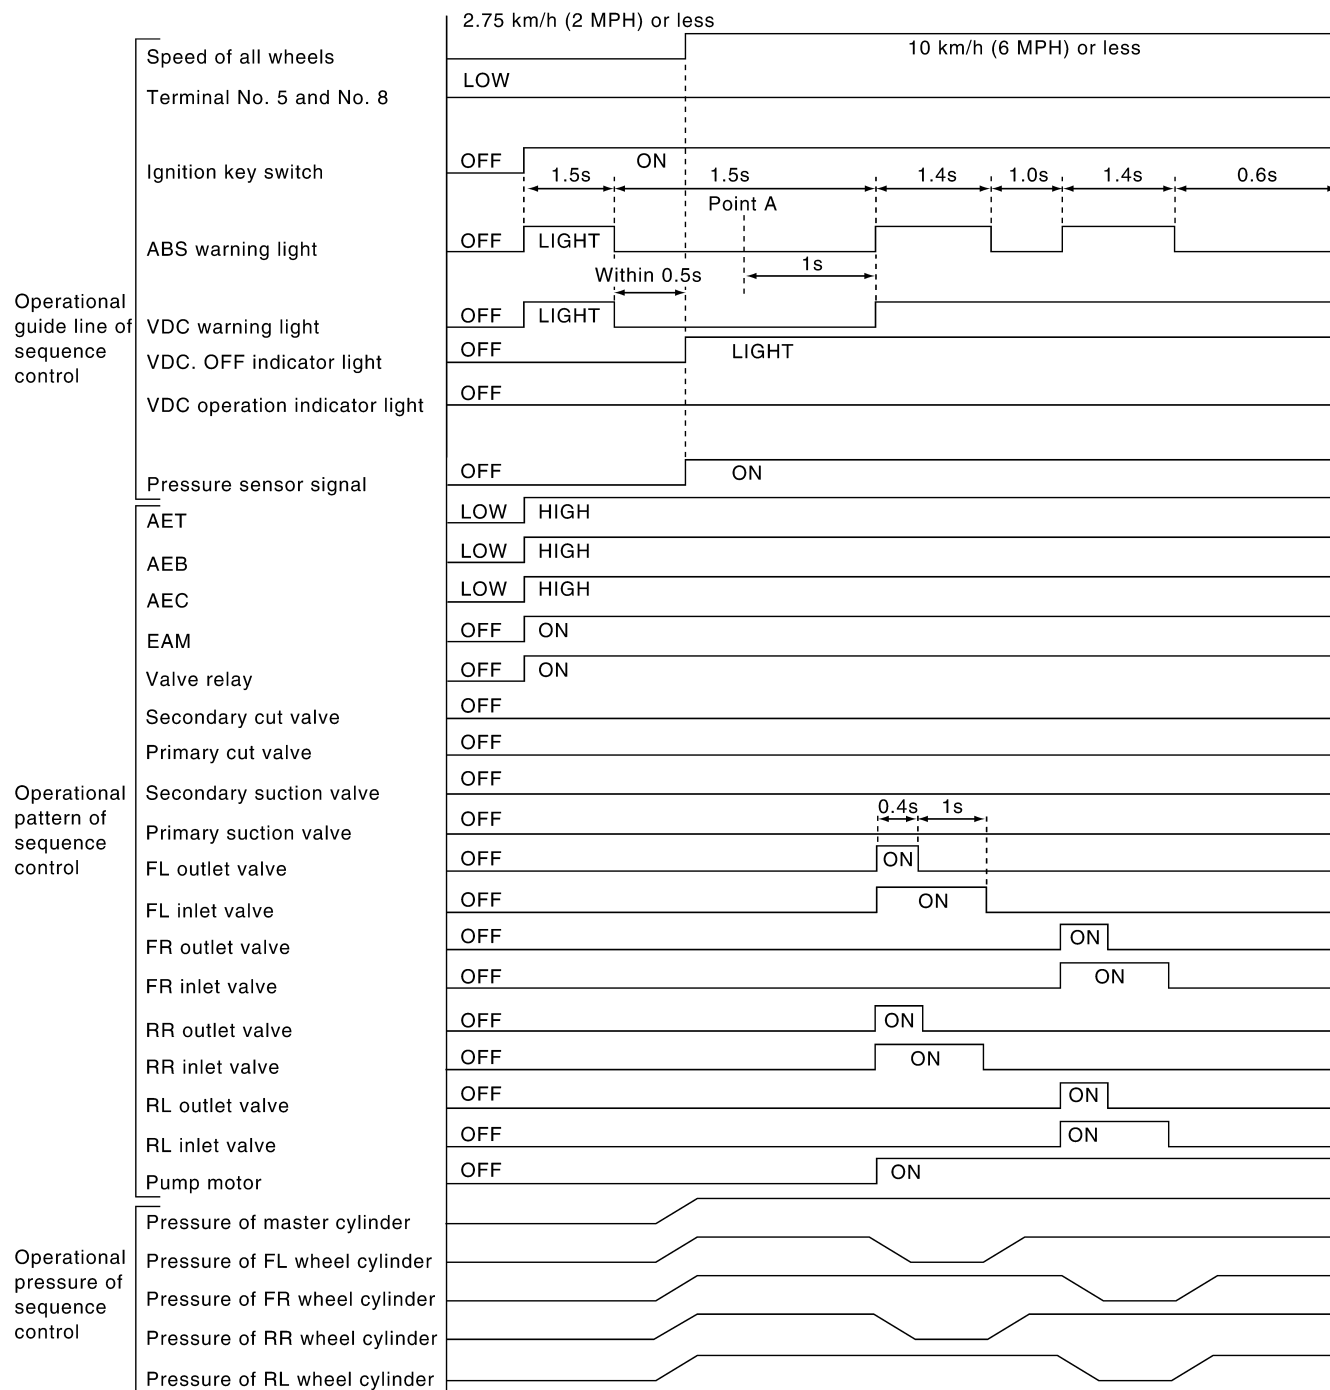 2.75 km/h (2 MPH) or less
Speed of all wheels
10 km/h (6 MPH) or less
LOW
Terminal No. 5 and No. 8
Ignition key switch
OFF
ON
1.5s
1.5s
1.4s
1.0s
1.4s
0.6s
Point A
ABS warning light
OFF
LIGHT
1s
Within 0.5s
Operational
guide line of
sequence
control
VDC warning light
OFF
LIGHT
VDC. OFF indicator light
OFF
LIGHT
VDC operation indicator light
OFF
Pressure sensor signal
OFF
ON
AET
LOW
HIGH
AEB
LOW
HIGH
AEC
LOW
HIGH
EAM
OFF
ON
Valve relay
OFF
ON
Secondary cut valve
OFF
Primary cut valve
OFF
Operational
pattern of
sequence
control
Secondary suction valve
OFF
Primary suction valve
OFF
0.4s
1s
FL outlet valve
OFF
ON
FL inlet valve
OFF
ON
FR outlet valve
OFF
ON
FR inlet valve
OFF
ON
RR outlet valve
OFF
ON
RR inlet valve
OFF
ON
RL outlet valve
OFF
ON
RL inlet valve
OFF
ON
Pump motor
OFF
ON
Operational
pressure of
sequence
control
Pressure of master cylinder
Pressure of FL wheel cylinder
Pressure of FR wheel cylinder
Pressure of RR wheel cylinder
Pressure of RL wheel cylinder